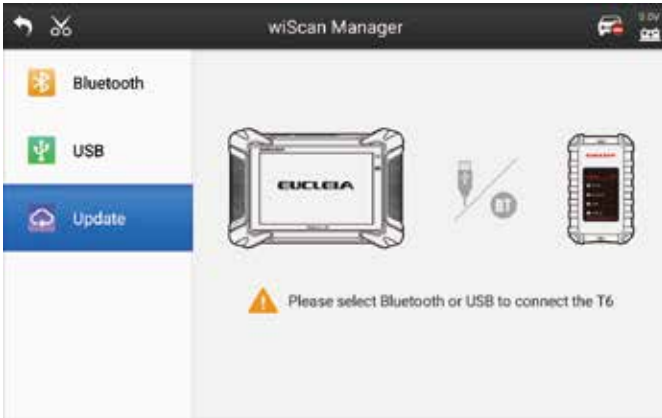 wiScan Manager
Bluetooth
USB
Update
EUCLEIA
BT
Please select Bluetooth or USB to connect the T6